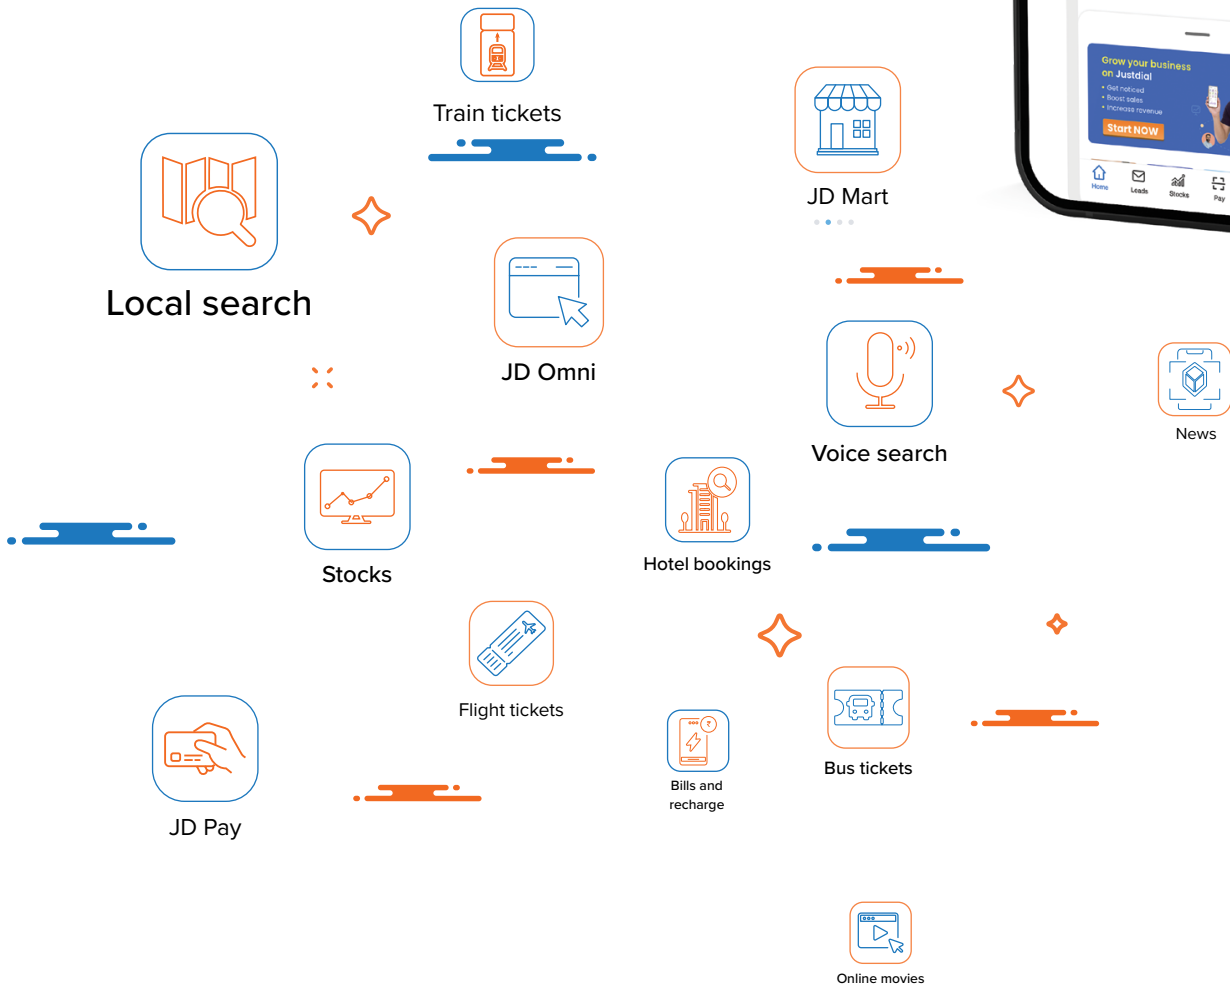 Train tickets
Grow your business
on Justdial
• Get noticed
• Boost sales
• Increase revenue
Start NOW
Home
Leads
Stocks
Pay
JD Mart
Local search
JD Omni
Voice search
News
Stocks
Hotel bookings
Flight tickets
Bus tickets
Bills and
recharge
JD Pay
Online movies